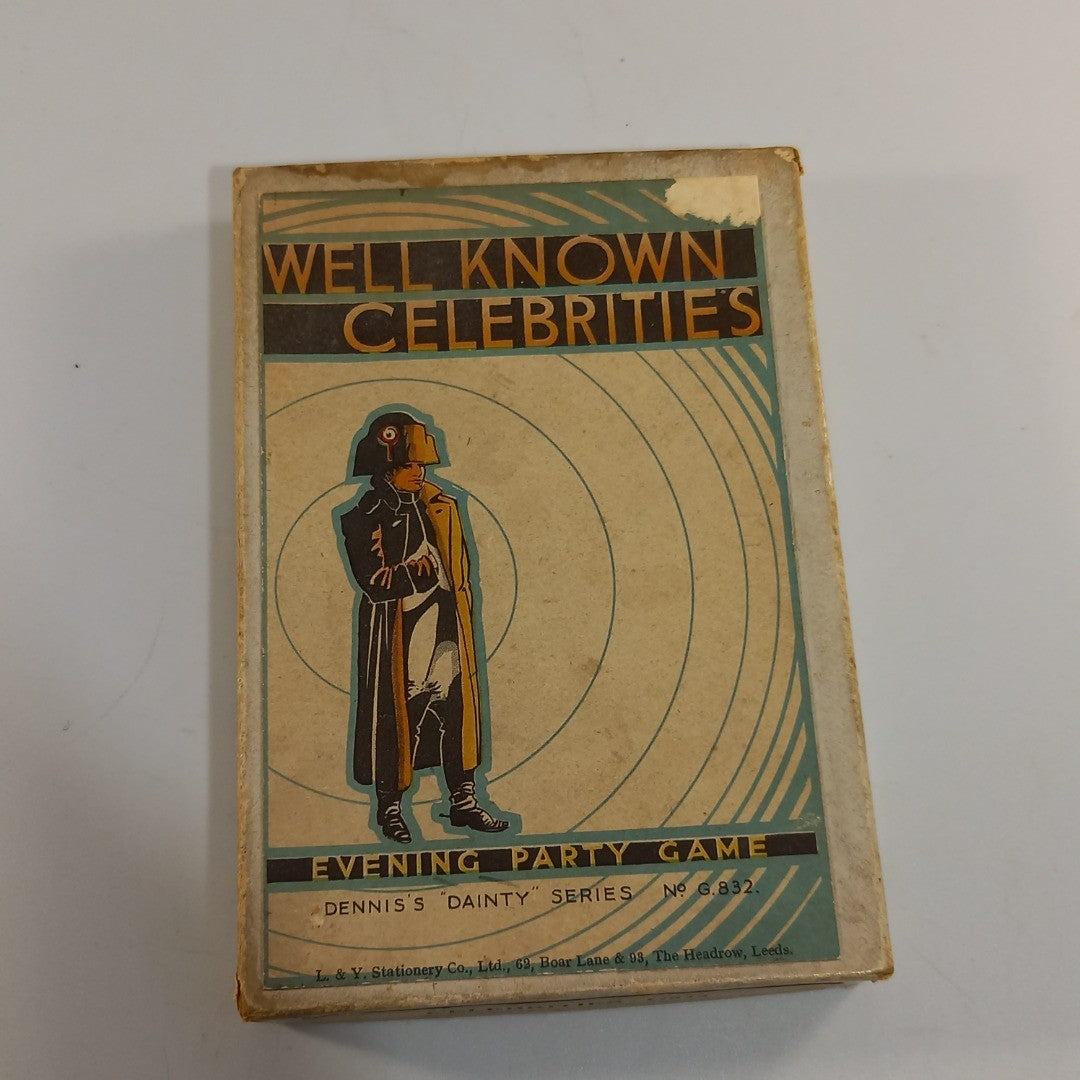 WELL KNOWN
CELEBRITIES
EVENING PARTY GAME
DENNIS'S "DAINTY" SERIES Nº G.832.
L. & Y. Stationery Co., Ltd., 62, Boar Lane & 93, The Headrow, Leeds.